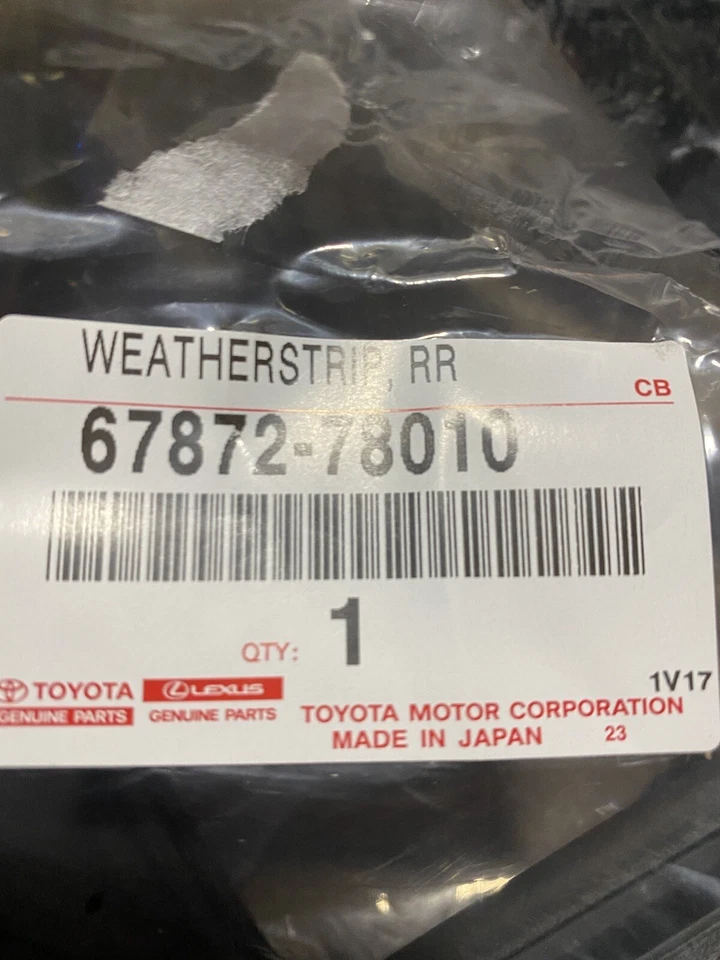 WEATHERSTRIP, RR
CB
67872-78010
QTY: 1
1V17
TOYOTA LEXUS
GENUINE PARTS GENUINE PARTS
TOYOTA MOTOR CORPORATION
MADE IN JAPAN 23